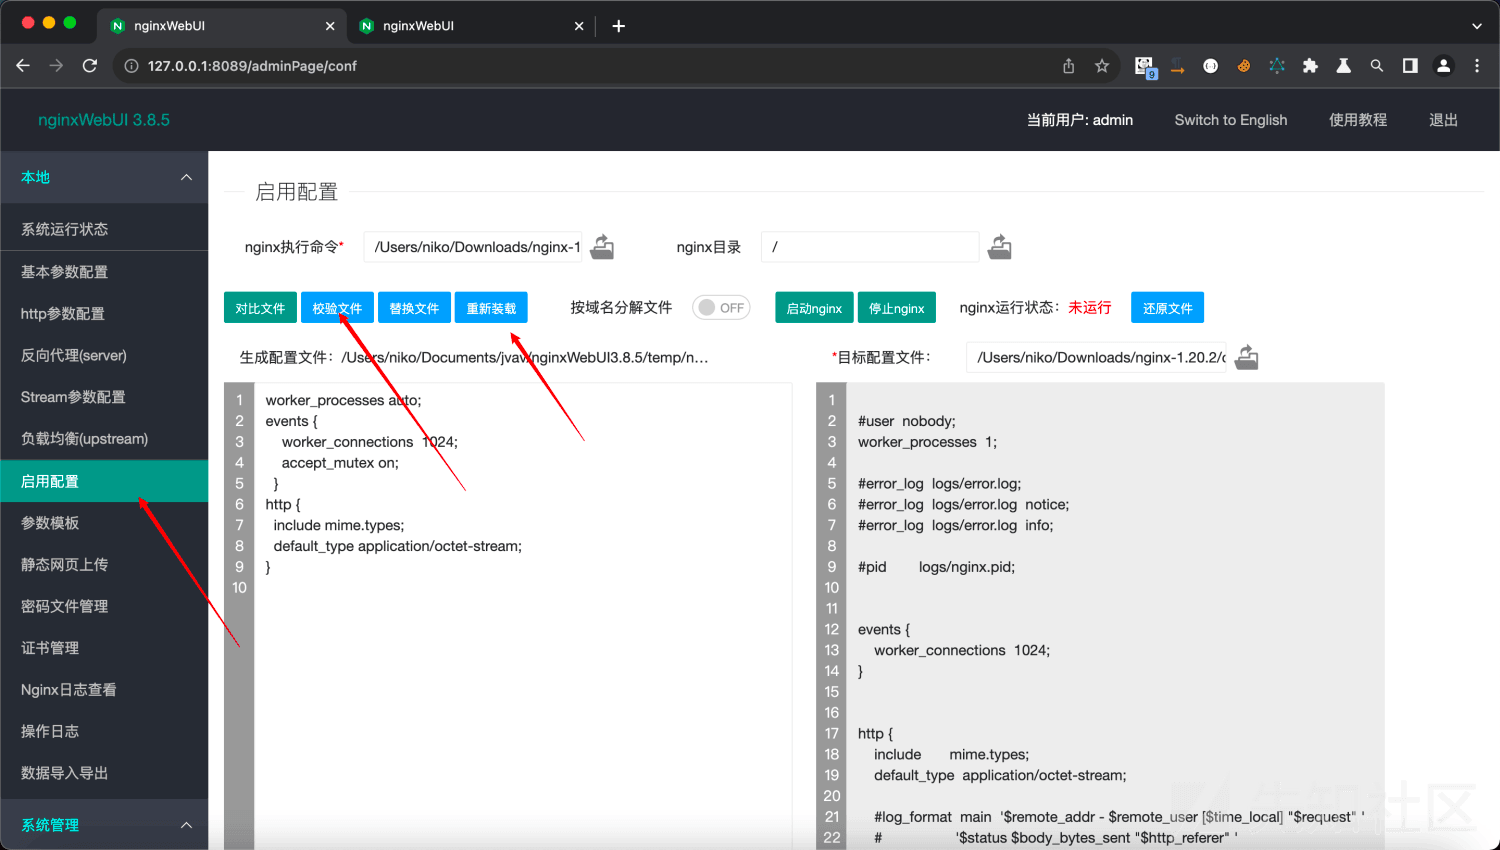 nginxWebUI
nginxWebUI
127.0.0.1:8089/adminPage/conf
9
nginxWebUI 3.8.5
当前用户: admin
Switch to English
使用教程
退出
本地
系统运行状态
基本参数配置
http参数配置
反向代理(server)
Stream参数配置
负载均衡(upstream)
启用配置
参数模板
静态网页上传
密码文件管理
证书管理
Nginx日志查看
操作日志
数据导入导出
系统管理
启用配置
nginx执行命令* /Users/niko/Downloads/nginx-1
nginx目录 /
对比文件 校验文件 替换文件 重新装载 按域名分解文件 OFF 启动nginx 停止nginx nginx运行状态: 未运行 还原文件
生成配置文件: /Users/niko/Documents/jvav/nginxWebUI3.8.5/temp/n...
1 worker_processes auto;
2 events {
3 worker_connections 1024;
4 accept_mutex on;
5 }
6 http {
7 include mime.types;
8 default_type application/octet-stream;
9 }
10
*目标配置文件: /Users/niko/Downloads/nginx-1.20.2/c
1
2 #user nobody;
3 worker_processes 1;
4
5 #error_log logs/error.log;
6 #error_log logs/error.log notice;
7 #error_log logs/error.log info;
8
9 #pid logs/nginx.pid;
10
11
12 events {
13 worker_connections 1024;
14 }
15
16
17 http {
18 include mime.types;
19 default_type application/octet-stream;
20
21 #log_format main '$remote_addr - $remote_user [$time_local] "$request" '
22 # '$status $body_bytes_sent "$http_referer" '
先知社区